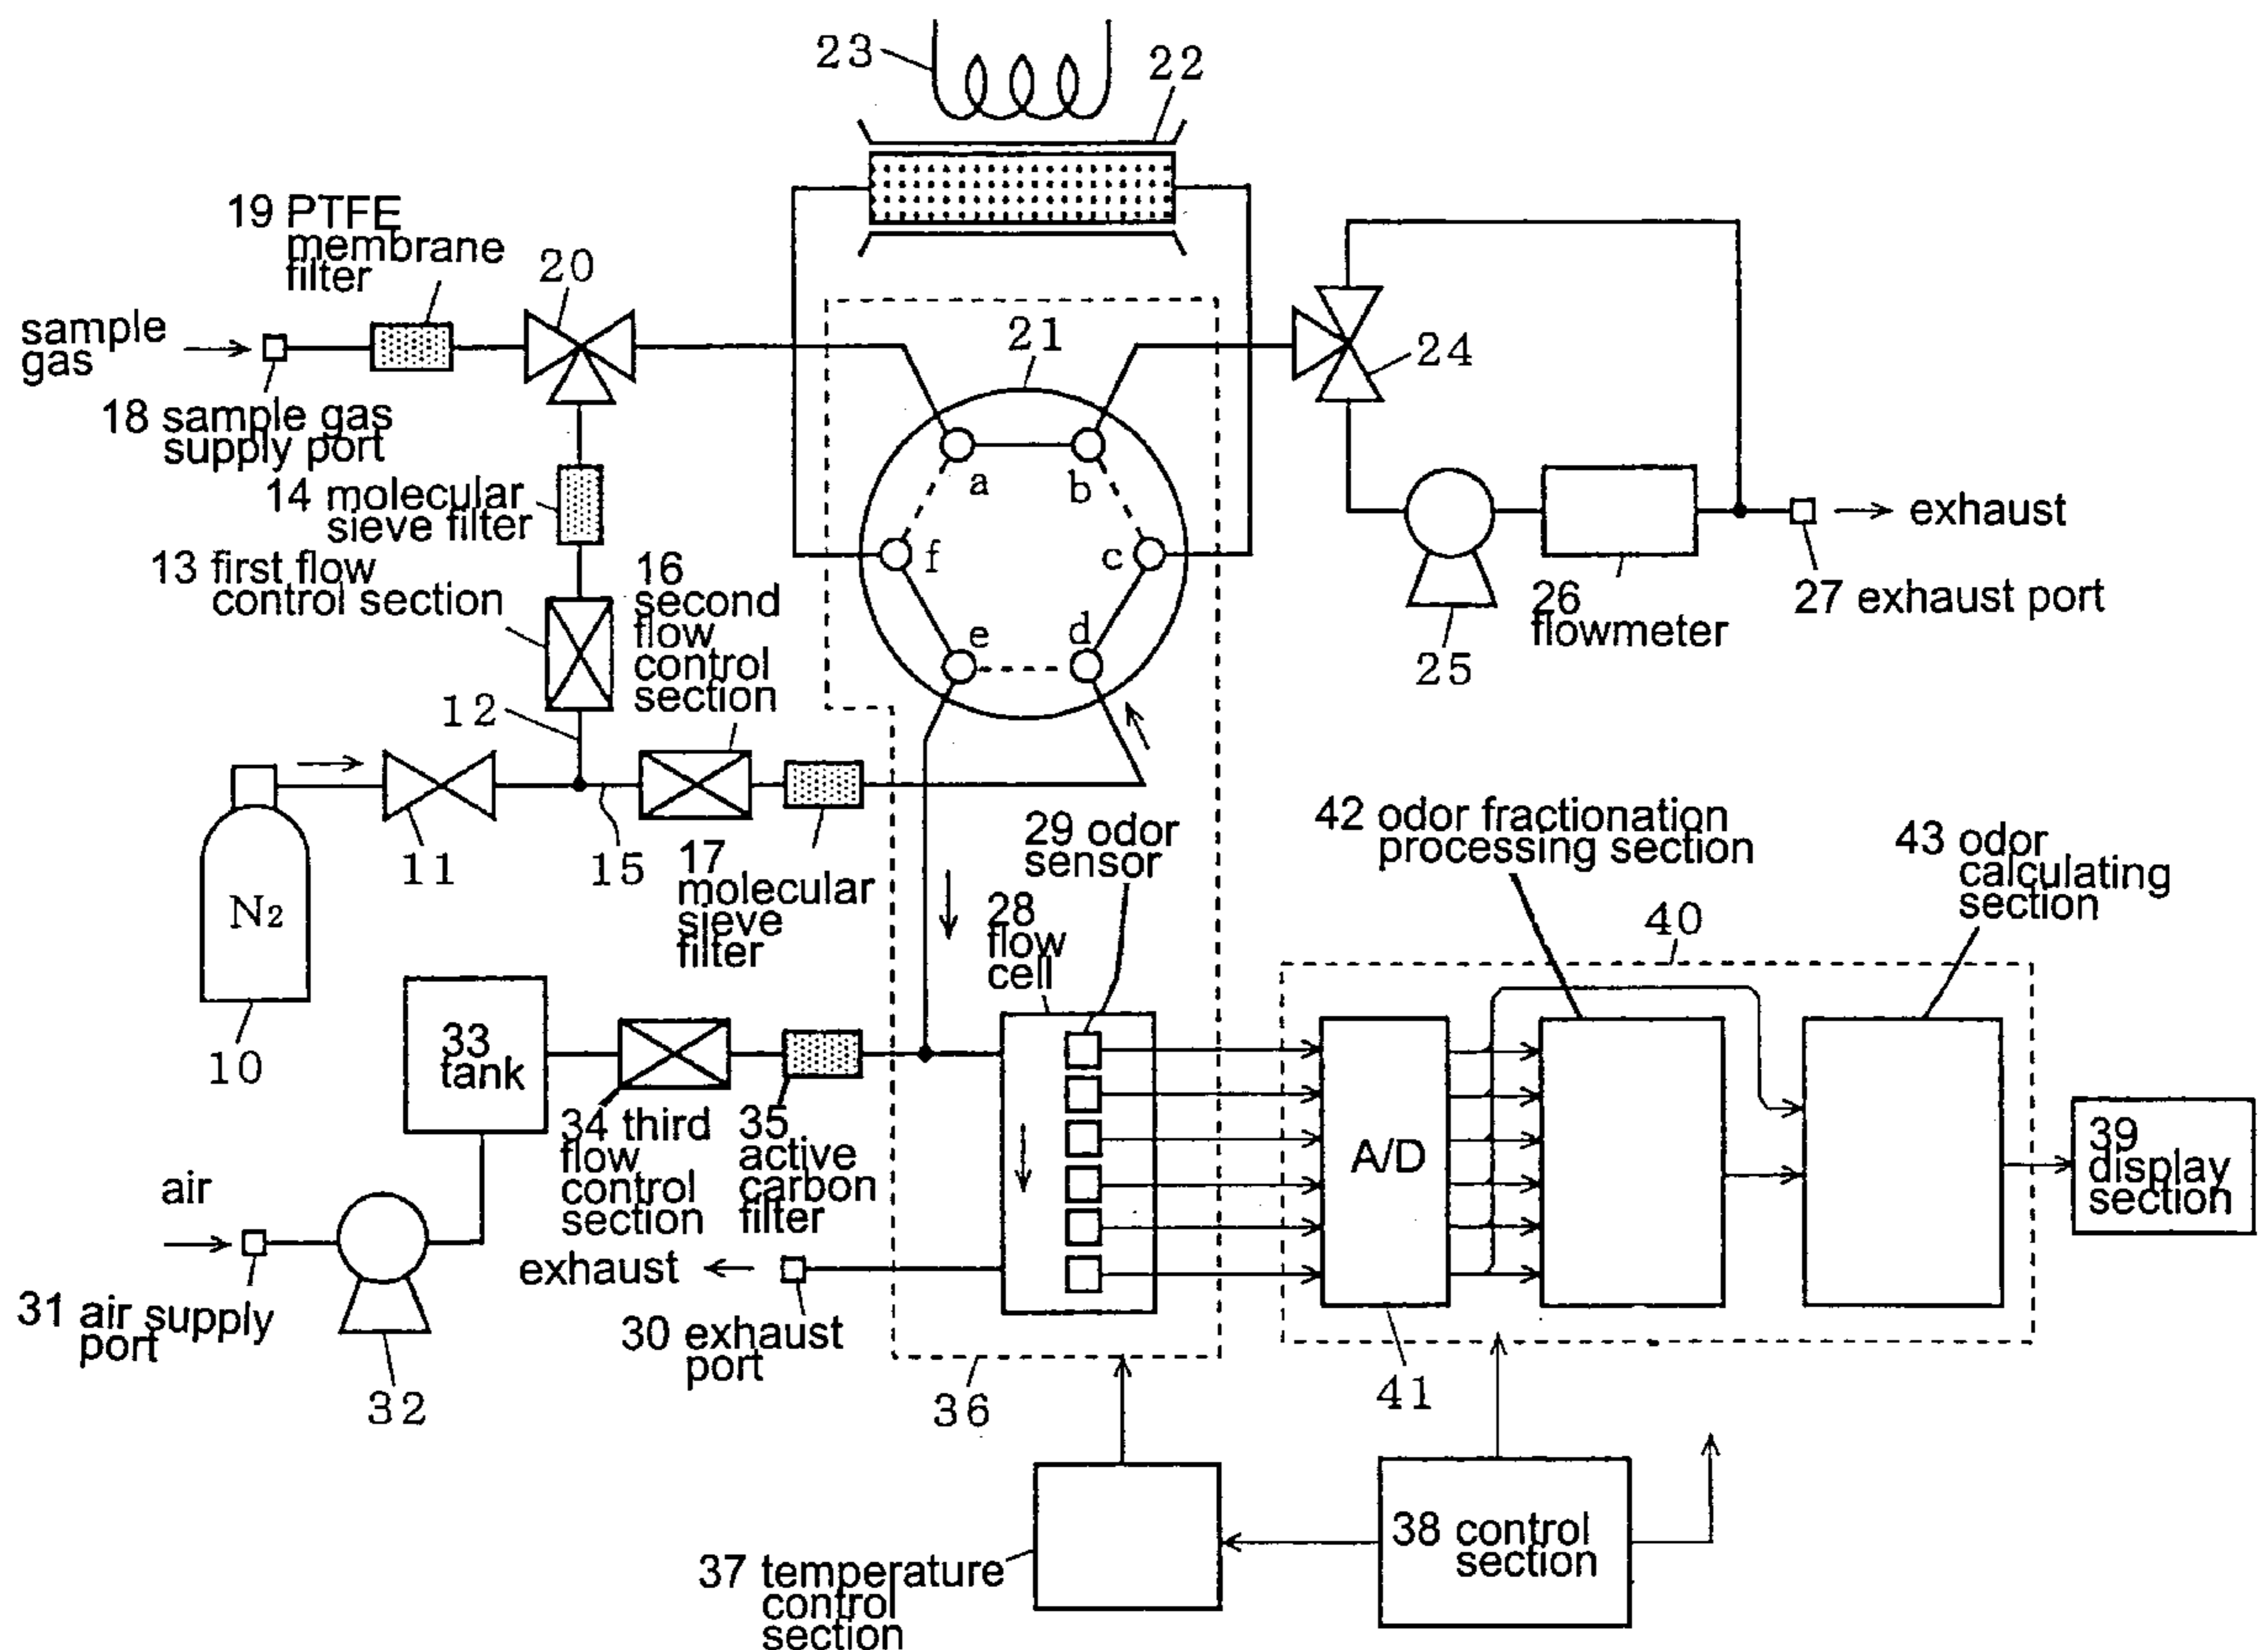 23
22
19 PTFE
membrane
filter
20
sample
gas
21
24
18 sample gas
supply port
a
b
14 molecular
sieve filter
exhaust
f
c
13 first flow
control section
16
second
flow
control
section
26
flowmeter
27 exhaust port
e
d
25
12
11
15
17
molecular
sieve
filter
29 odor
sensor
42 odor fractionation
processing section
43 odor
calculating
section
N2
28
flow
cell
40
10
33
tank
34 third
flow
control
section
35
active
carbon
filter
A/D
39
display
section
air
exhaust
31 air supply
port
30 exhaust
port
32
36
41
38 control
section
37 temperature
control
section